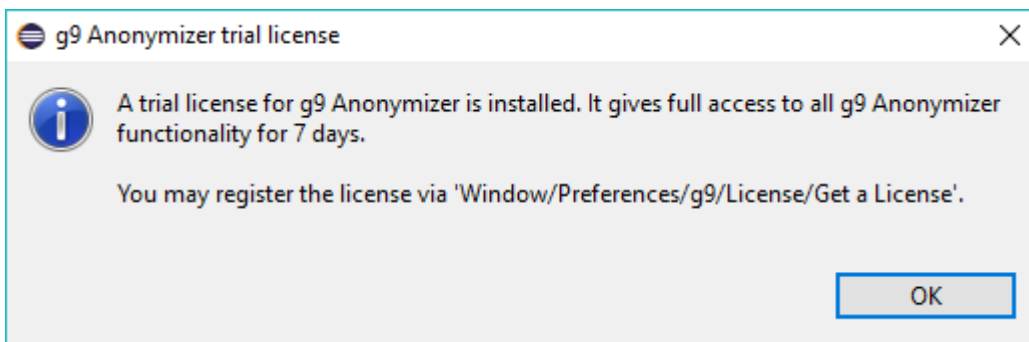 g9 Anonymizer trial license
A trial license for g9 Anonymizer is installed. It gives full access to all g9 Anonymizer
functionality for 7 days.
You may register the license via 'Window/Preferences/g9/License/Get a License'.
OK